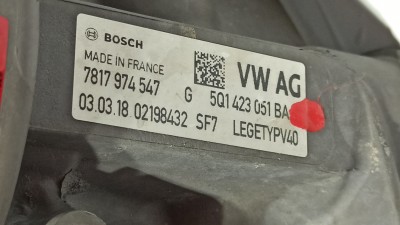 BOSCH
MADE IN FRANCE
VW AG
7817 974 547 G 5Q1 423 051 BA
03.03.18 02198432 SF7 LEGETYPV40